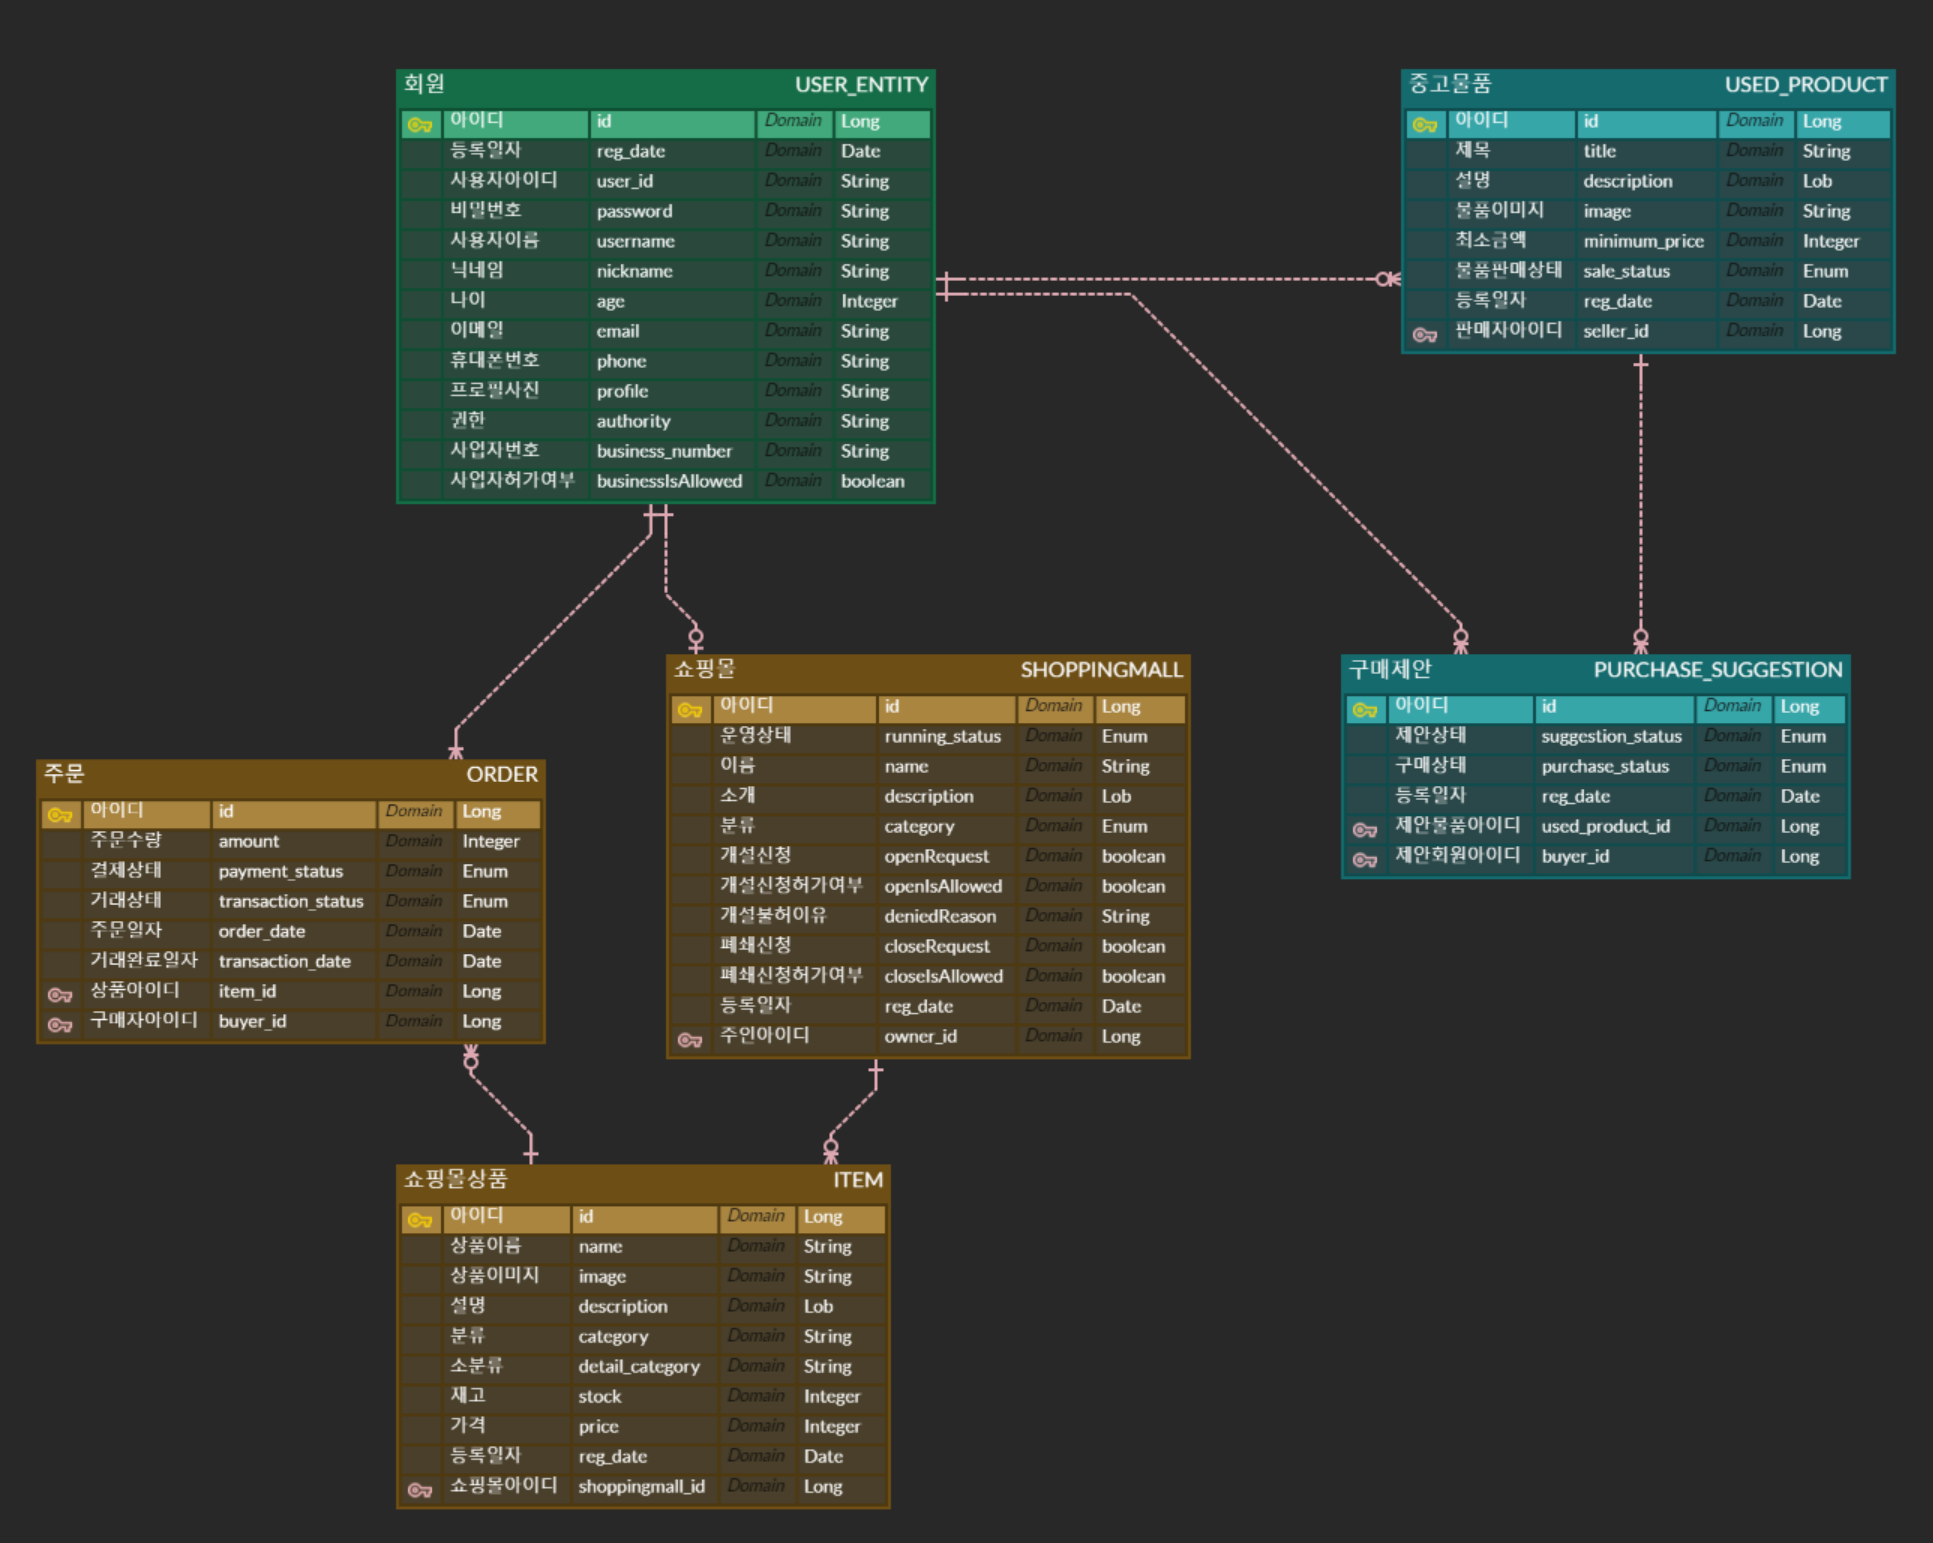 회원 USER_ENTITY
아이디 id Domain Long
등록일자 reg_date Domain Date
사용자아이디 user_id Domain String
비밀번호 password Domain String
사용자이름 username Domain String
닉네임 nickname Domain String
나이 age Domain Integer
이메일 email Domain String
휴대폰번호 phone Domain String
프로필사진 profile Domain String
권한 authority Domain String
사업자번호 business_number Domain String
사업자허가여부 businessIsAllowed Domain boolean
중고물품 USED_PRODUCT
아이디 id Domain Long
제목 title Domain String
설명 description Domain Lob
물품이미지 image Domain String
최소금액 minimum_price Domain Integer
물품판매상태 sale_status Domain Enum
등록일자 reg_date Domain Date
판매자아이디 seller_id Domain Long
주문 ORDER
아이디 id Domain Long
주문수량 amount Domain Integer
결제상태 payment_status Domain Enum
거래상태 transaction_status Domain Enum
주문일자 order_date Domain Date
거래완료일자 transaction_date Domain Date
상품아이디 item_id Domain Long
구매자아이디 buyer_id Domain Long
쇼핑몰 SHOPPINGMALL
아이디 id Domain Long
운영상태 running_status Domain Enum
이름 name Domain String
소개 description Domain Lob
분류 category Domain Enum
개설신청 openRequest Domain boolean
개설신청허가여부 openIsAllowed Domain boolean
개설불허이유 deniedReason Domain String
폐쇄신청 closeRequest Domain boolean
폐쇄신청허가여부 closeIsAllowed Domain boolean
등록일자 reg_date Domain Date
주인아이디 owner_id Domain Long
구매제안 PURCHASE_SUGGESTION
아이디 id Domain Long
제안상태 suggestion_status Domain Enum
구매상태 purchase_status Domain Enum
등록일자 reg_date Domain Date
제안물품아이디 used_product_id Domain Long
제안회원아이디 buyer_id Domain Long
쇼핑몰상품 ITEM
아이디 id Domain Long
상품이름 name Domain String
상품이미지 image Domain String
설명 description Domain Lob
분류 category Domain String
소분류 detail_category Domain String
재고 stock Domain Integer
가격 price Domain Integer
등록일자 reg_date Domain Date
쇼핑몰아이디 shoppingmall_id Domain Long